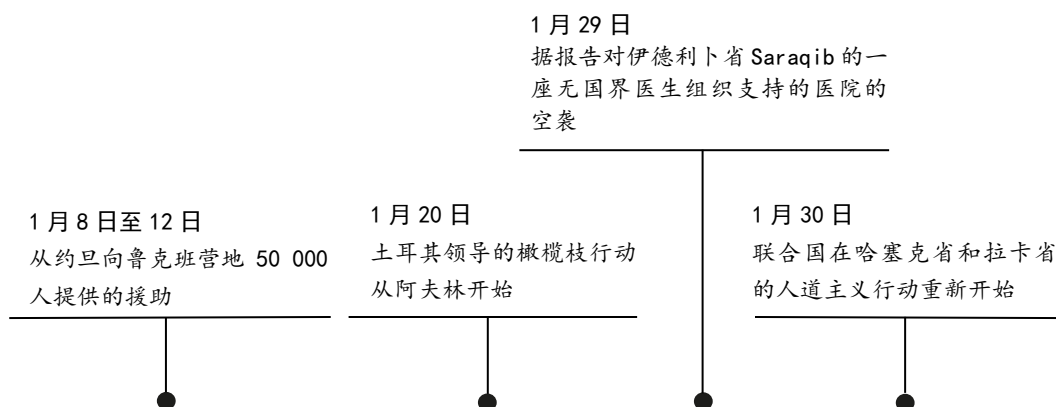 1 月 29 日
据报告对伊德利卜省 Saraqib 的一
座无国界医生组织支持的医院的
空袭
1 月 8 日至 12 日
从约旦向鲁克班营地 50 000
人提供的援助
1 月 20 日
土耳其领导的橄榄枝行动
从阿夫林开始
1 月 30 日
联合国在哈塞克省和拉卡省
的人道主义行动重新开始